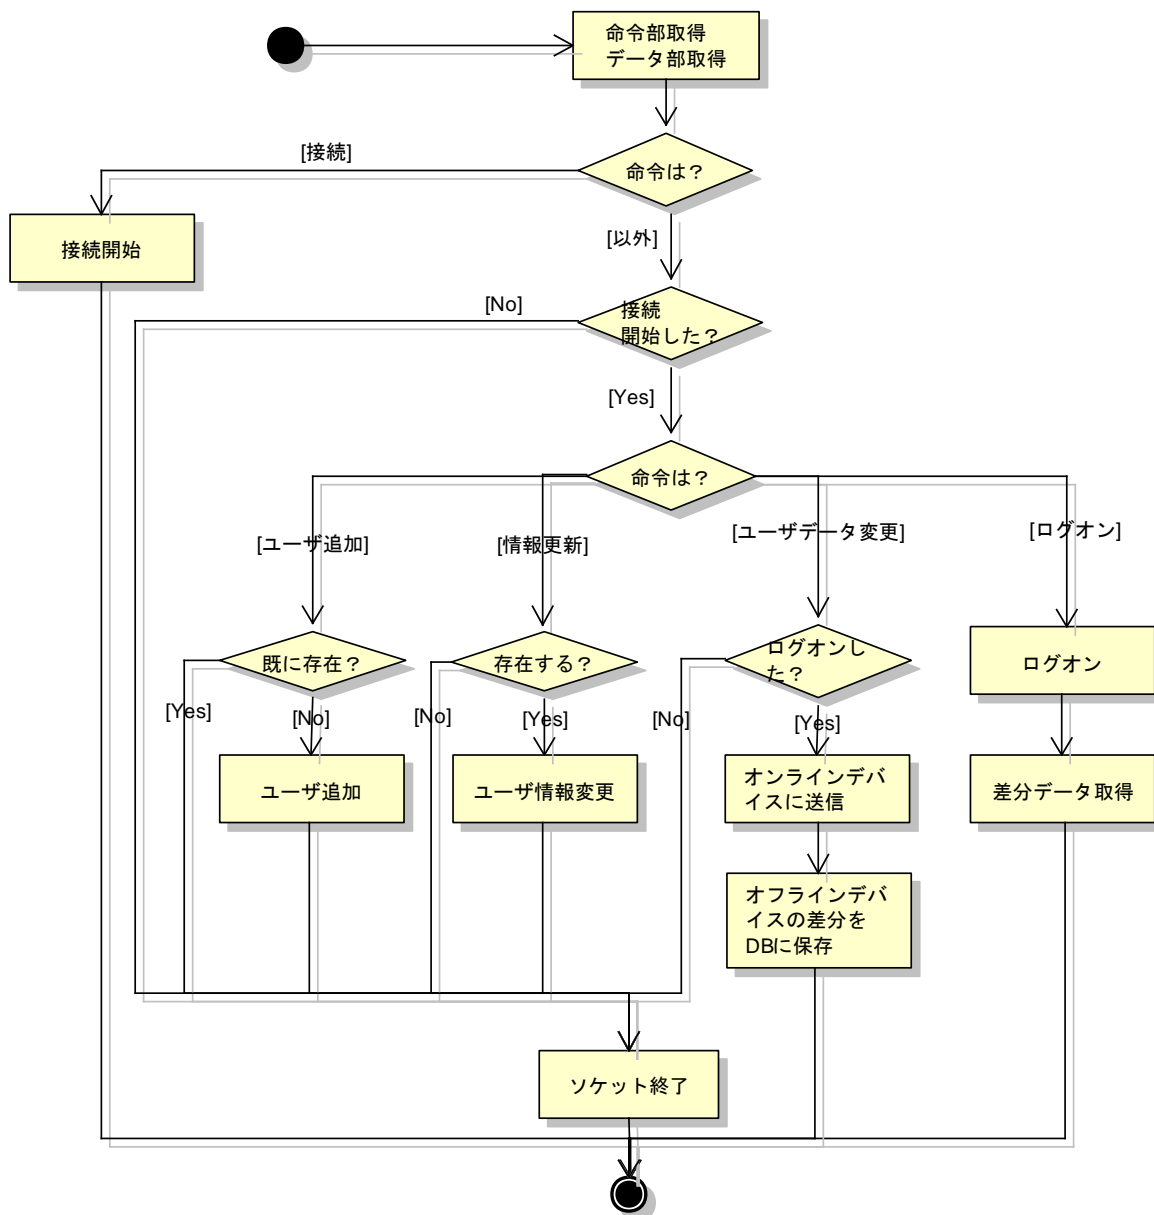 命令部取得
データ部取得
[接続]
命令は？
接続開始
[以外]
[No]
接続
開始した？
[Yes]
命令は？
[ユーザ追加]
[情報更新]
[ユーザデータ変更]
[ログオン]
既に存在？
存在する？
ログオンし
た？
ログオン
[Yes]
[No]
[No]
[Yes]
[No]
[Yes]
ユーザ追加
ユーザ情報変更
オンラインデバ
イスに送信
差分データ取得
オフラインデバ
イスの差分を
DBに保存
ソケット終了